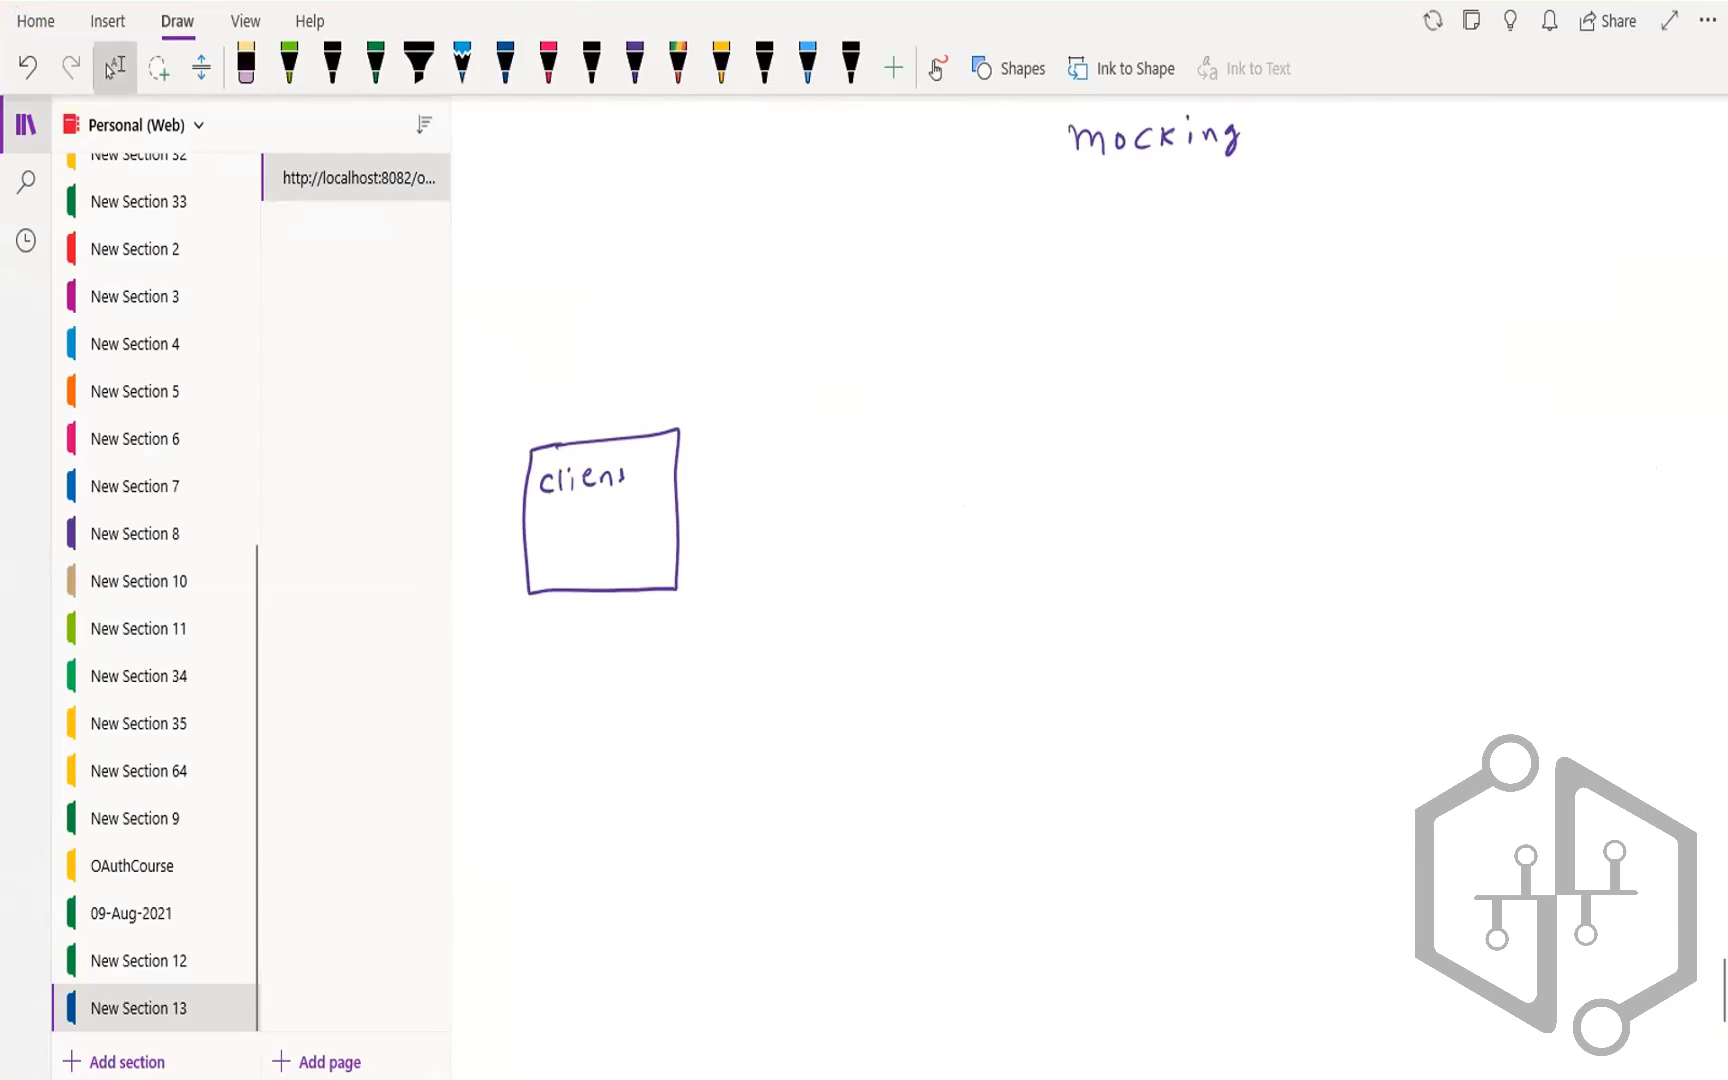 Home Insert Draw View Help
Share
Shapes Ink to Shape Ink to Text
Personal (Web)
New Section 32
New Section 33
New Section 2
New Section 3
New Section 4
New Section 5
New Section 6
New Section 7
New Section 8
New Section 10
New Section 11
New Section 34
New Section 35
New Section 64
New Section 9
OAuthCourse
09-Aug-2021
New Section 12
New Section 13
Add section
http://localhost:8082/o...
Add page
mocking